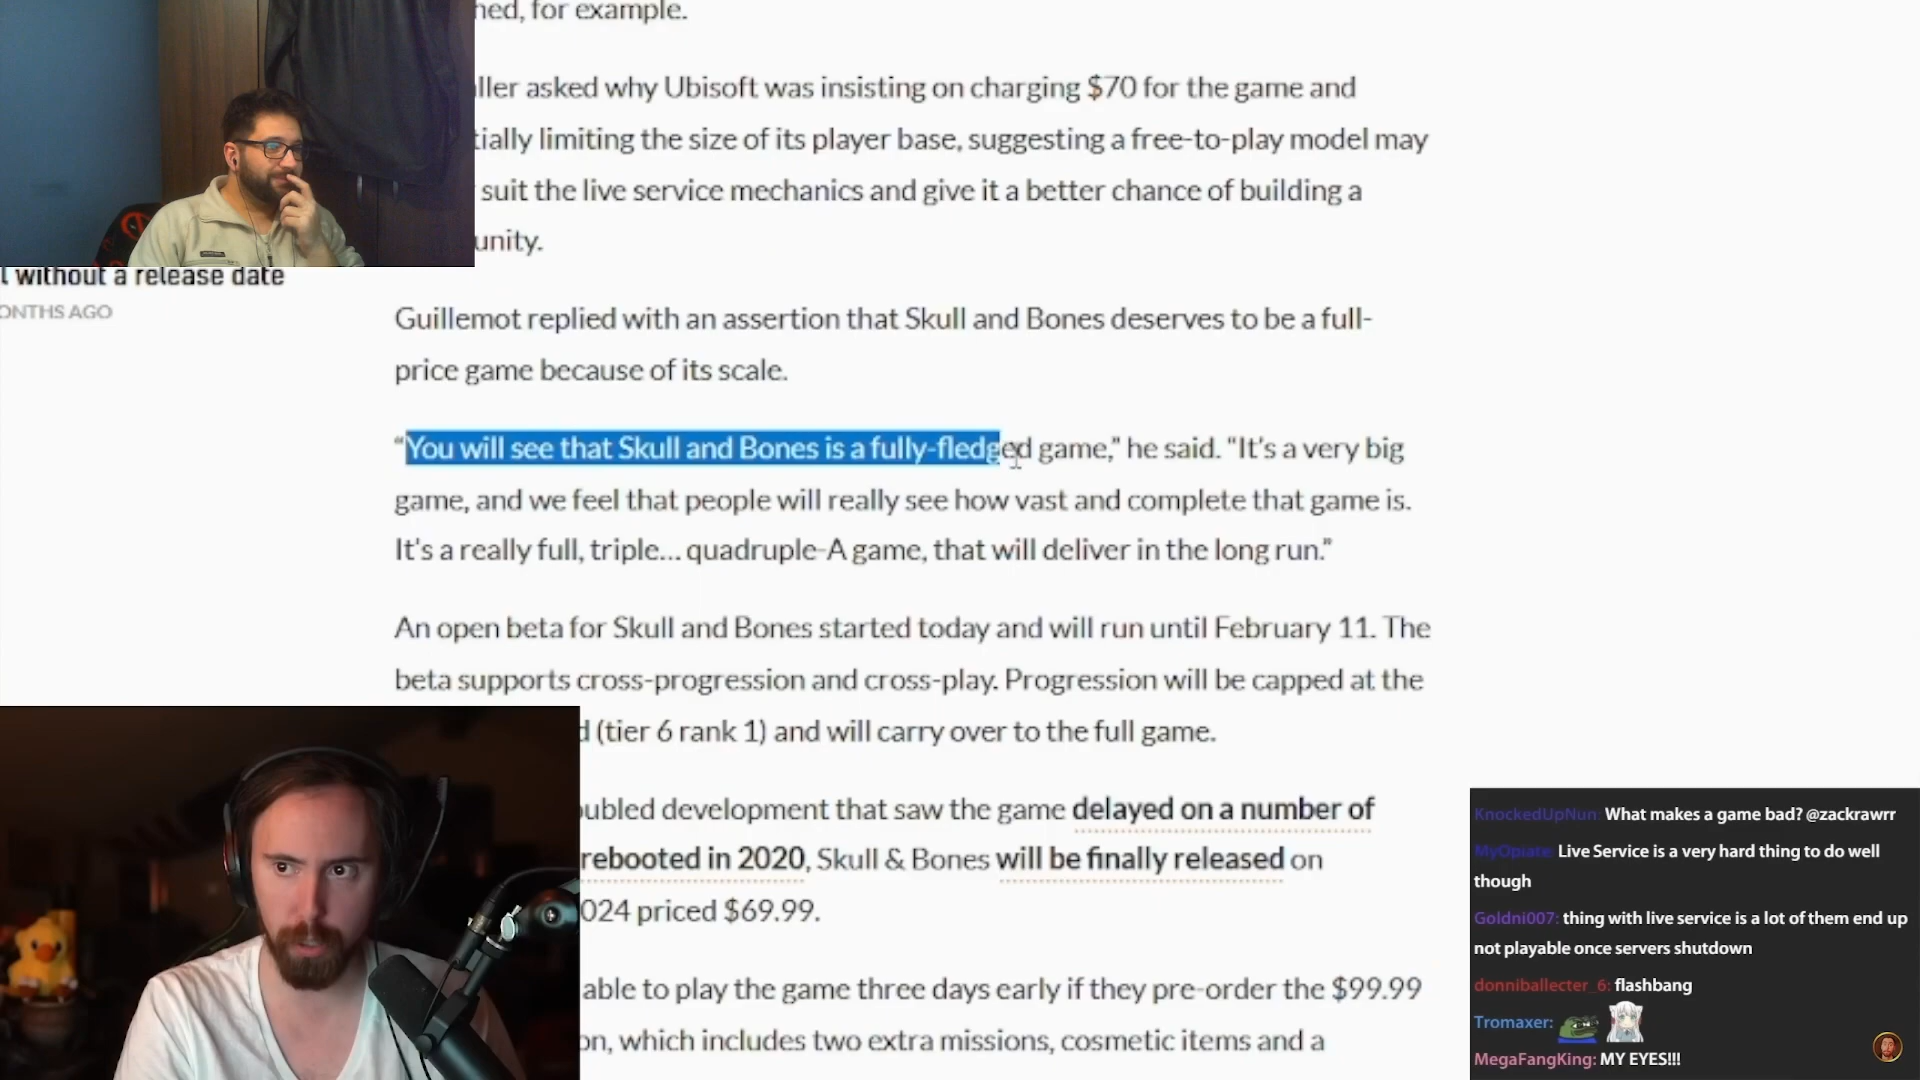 ned, for example.
ller asked why Ubisoft was insisting on charging $70 for the game and
tially limiting the size of its player base, suggesting a free-to-play model may
suit the live service mechanics and give it a better chance of building a
unity.
l without a release date
ONTHS AGO
Guillemot replied with an assertion that Skull and Bones deserves to be a full-
price game because of its scale.
“You will see that Skull and Bones is a fully-fledged game,” he said. “It’s a very big
game, and we feel that people will really see how vast and complete that game is.
It’s a really full, triple… quadruple-A game, that will deliver in the long run.”
An open beta for Skull and Bones started today and will run until February 11. The
beta supports cross-progression and cross-play. Progression will be capped at the
d (tier 6 rank 1) and will carry over to the full game.
oubled development that saw the game delayed on a number of
rebooted in 2020, Skull & Bones will be finally released on
024 priced $69.99.
able to play the game three days early if they pre-order the $99.99
on, which includes two extra missions, cosmetic items and a
KnockedUpNun: What makes a game bad? @zackrawrr
MyOpiate: Live Service is a very hard thing to do well
though
Goldni007: thing with live service is a lot of them end up
not playable once servers shutdown
donniballecter_6: flashbang
Tromaxer:
MegaFangKing: MY EYES!!!